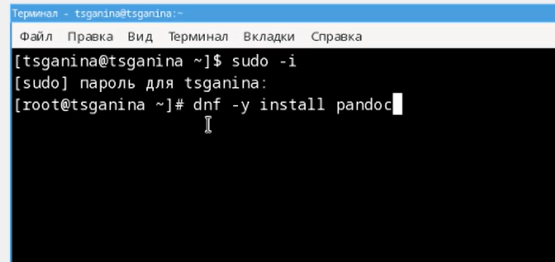 Терминал - tsganina@tsganina:~
Файл Правка Вид Терминал Вкладки Справка
[tsganina@tsganina ~]$ sudo -i
[sudo] пароль для tsganina:
[root@tsganina ~]# dnf -y install pandoc